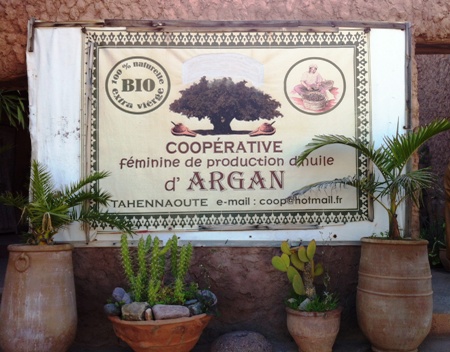 100% naturelle
BIO
extra vierge
COOPÉRATIVE
féminine de production d'huile
d' ARGAN
TAHENNAOUTE e-mail : coop@hotmail.fr